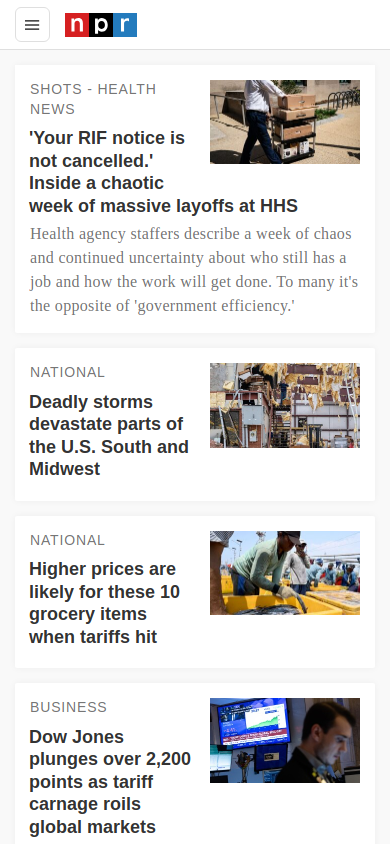 npr
SHOTS - HEALTH
NEWS
'Your RIF notice is
not cancelled.'
Inside a chaotic
week of massive layoffs at HHS
Health agency staffers describe a week of chaos
and continued uncertainty about who still has a
job and how the work will get done. To many it's
the opposite of 'government efficiency.'
NATIONAL
Deadly storms
devastate parts of
the U.S. South and
Midwest
NATIONAL
Higher prices are
likely for these 10
grocery items
when tariffs hit
BUSINESS
Dow Jones
plunges over 2,200
points as tariff
carnage roils
global markets